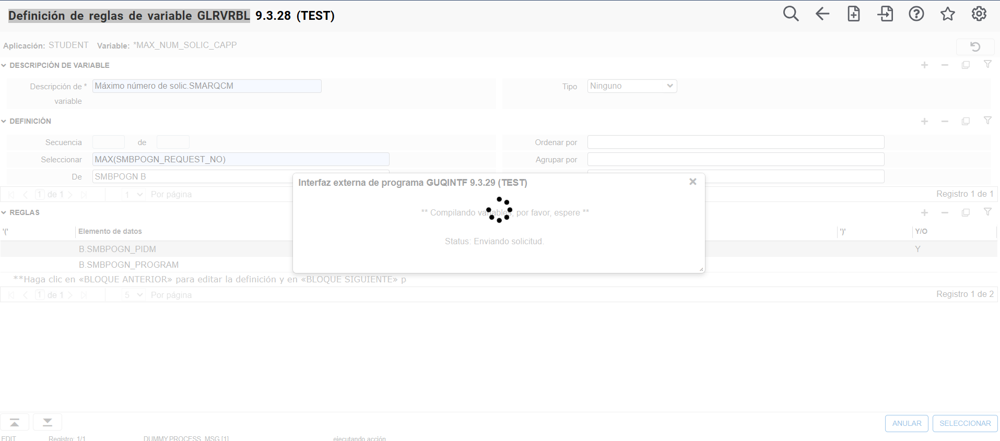 Definición de reglas de variable GLRVRBL 9.3.28 (TEST)
Aplicación: STUDENT Variable: *MAX_NUM_SOLIC_CAPP
DESCRIPCIÓN DE VARIABLE
Descripción de * Máximo número de solic.SMARQCM Tipo Ninguno
variable
DEFINICIÓN
Secuencia de Ordenar por
Seleccionar MAX(SMBPOGN_REQUEST_NO) Agrupar por
De SMBPOGN B
Interfaz externa de programa GUQINTF 9.3.29 (TEST)
** Compilando variables, por favor, espere **
Status: Enviando solicitud.
1 de 1 1 Por página Registro 1 de 1
REGLAS
'(' Elemento de datos ')' Y/O
B.SMBPOGN_PIDM Y
B.SMBPOGN_PROGRAM
**Haga clic en «BLOQUE ANTERIOR» para editar la definición y en «BLOQUE SIGUIENTE» p
1 de 1 5 Por página Registro 1 de 2
ANULAR SELECCIONAR
EDIT Registro: 1/1 DUMMY.PROCESS_MSG [1] ejecutando acción